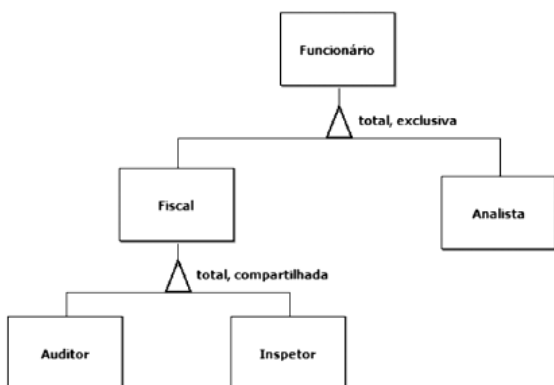 Funcionário
total, exclusiva
Fiscal
Analista
total, compartilhada
Auditor
Inspetor